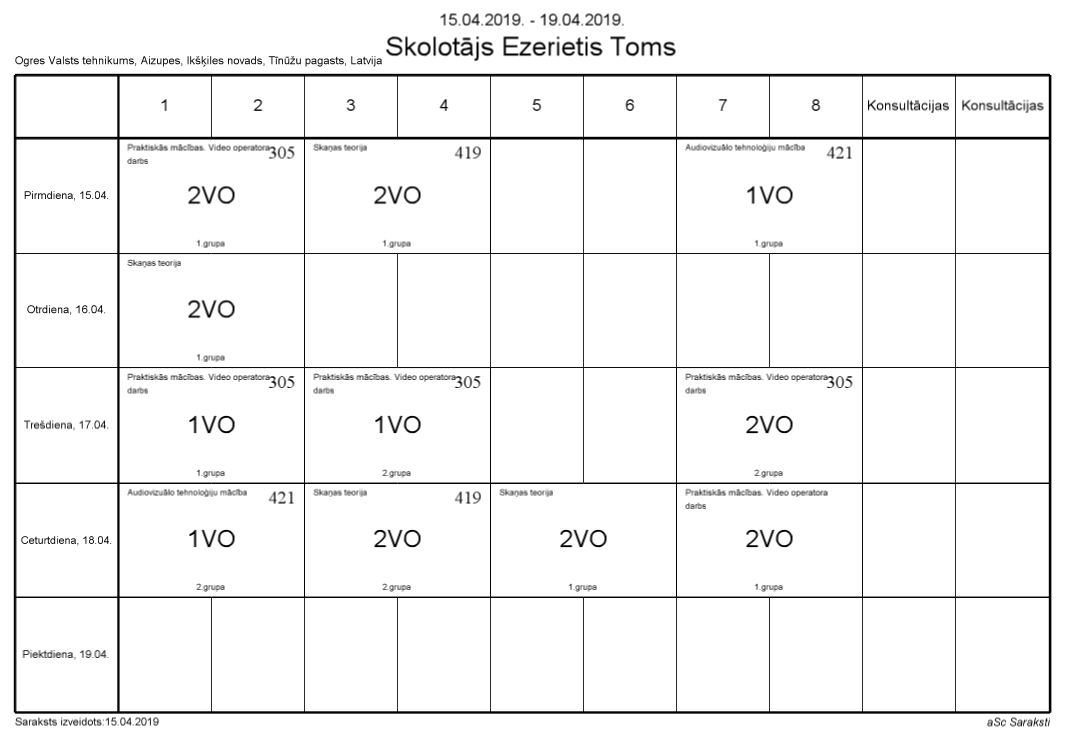 15.04.2019. - 19.04.2019.
Skolotājs Ezerietis Toms
Ogres Valsts tehnikums, Aizupes, Ikšķiles novads, Tīnūžu pagasts, Latvija
1 2 3 4 5 6 7 8 Konsultācijas Konsultācijas
Pirmdiena, 15.04.
Praktiskās mācības. Video operatora
darbs
305
2VO
1.grupa
Skaņas teorija
419
2VO
1.grupa
Audiovizuālo tehnoloģiju mācība
421
1VO
1.grupa
Otrdiena, 16.04.
Skaņas teorija
2VO
1.grupa
Trešdiena, 17.04.
Praktiskās mācības. Video operatora
darbs
305
1VO
1.grupa
Praktiskās mācības. Video operatora
darbs
305
1VO
2.grupa
Praktiskās mācības. Video operatora
darbs
305
2VO
2.grupa
Ceturtdiena, 18.04.
Audiovizuālo tehnoloģiju mācība
421
1VO
2.grupa
Skaņas teorija
419
2VO
2.grupa
Skaņas teorija
2VO
1.grupa
Praktiskās mācības. Video operatora
darbs
2VO
1.grupa
Piektdiena, 19.04.
Saraksts izveidots:15.04.2019
aSc Saraksti